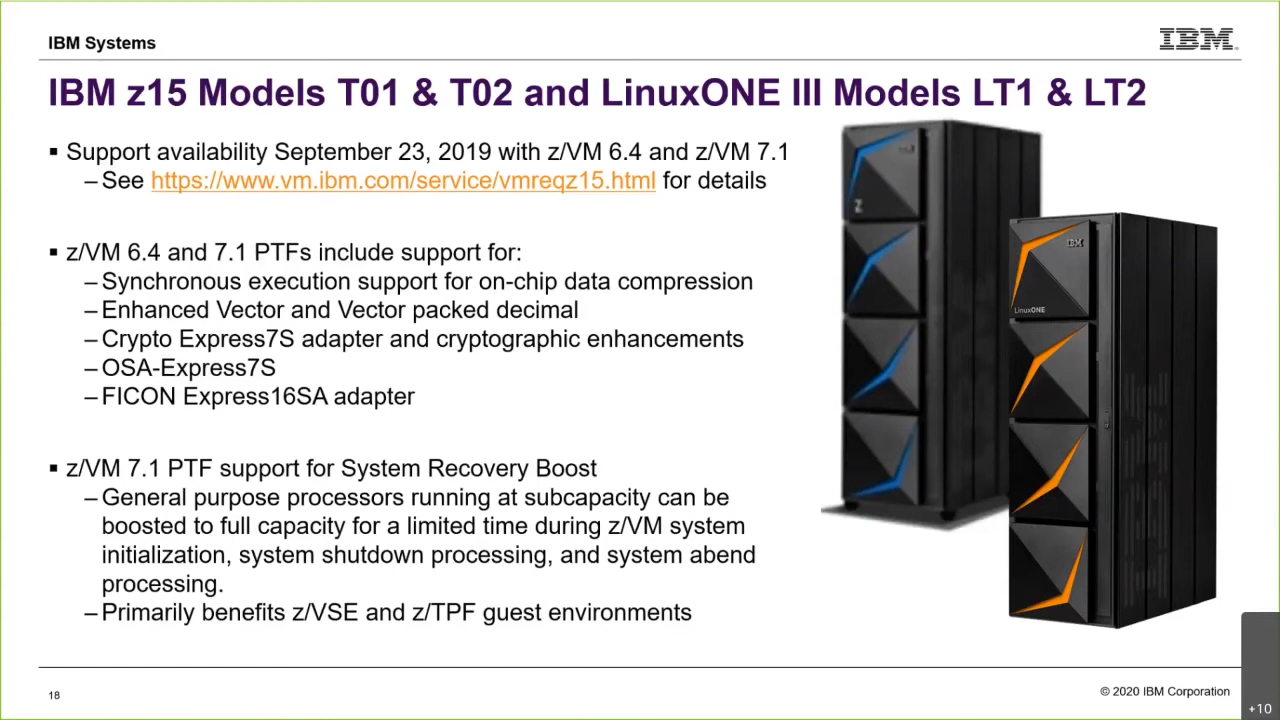 IBM Systems
IBM
IBM z15 Models T01 & T02 and LinuxONE III Models LT1 & LT2
▪ Support availability September 23, 2019 with z/VM 6.4 and z/VM 7.1
– See https://www.vm.ibm.com/service/vmreqz15.html for details
▪ z/VM 6.4 and 7.1 PTFs include support for:
– Synchronous execution support for on-chip data compression
– Enhanced Vector and Vector packed decimal
– Crypto Express7S adapter and cryptographic enhancements
– OSA-Express7S
– FICON Express16SA adapter
▪ z/VM 7.1 PTF support for System Recovery Boost
– General purpose processors running at subcapacity can be
boosted to full capacity for a limited time during z/VM system
initialization, system shutdown processing, and system abend
processing.
– Primarily benefits z/VSE and z/TPF guest environments
Z
IBM
LinuxONE
18
© 2020 IBM Corporation
+10